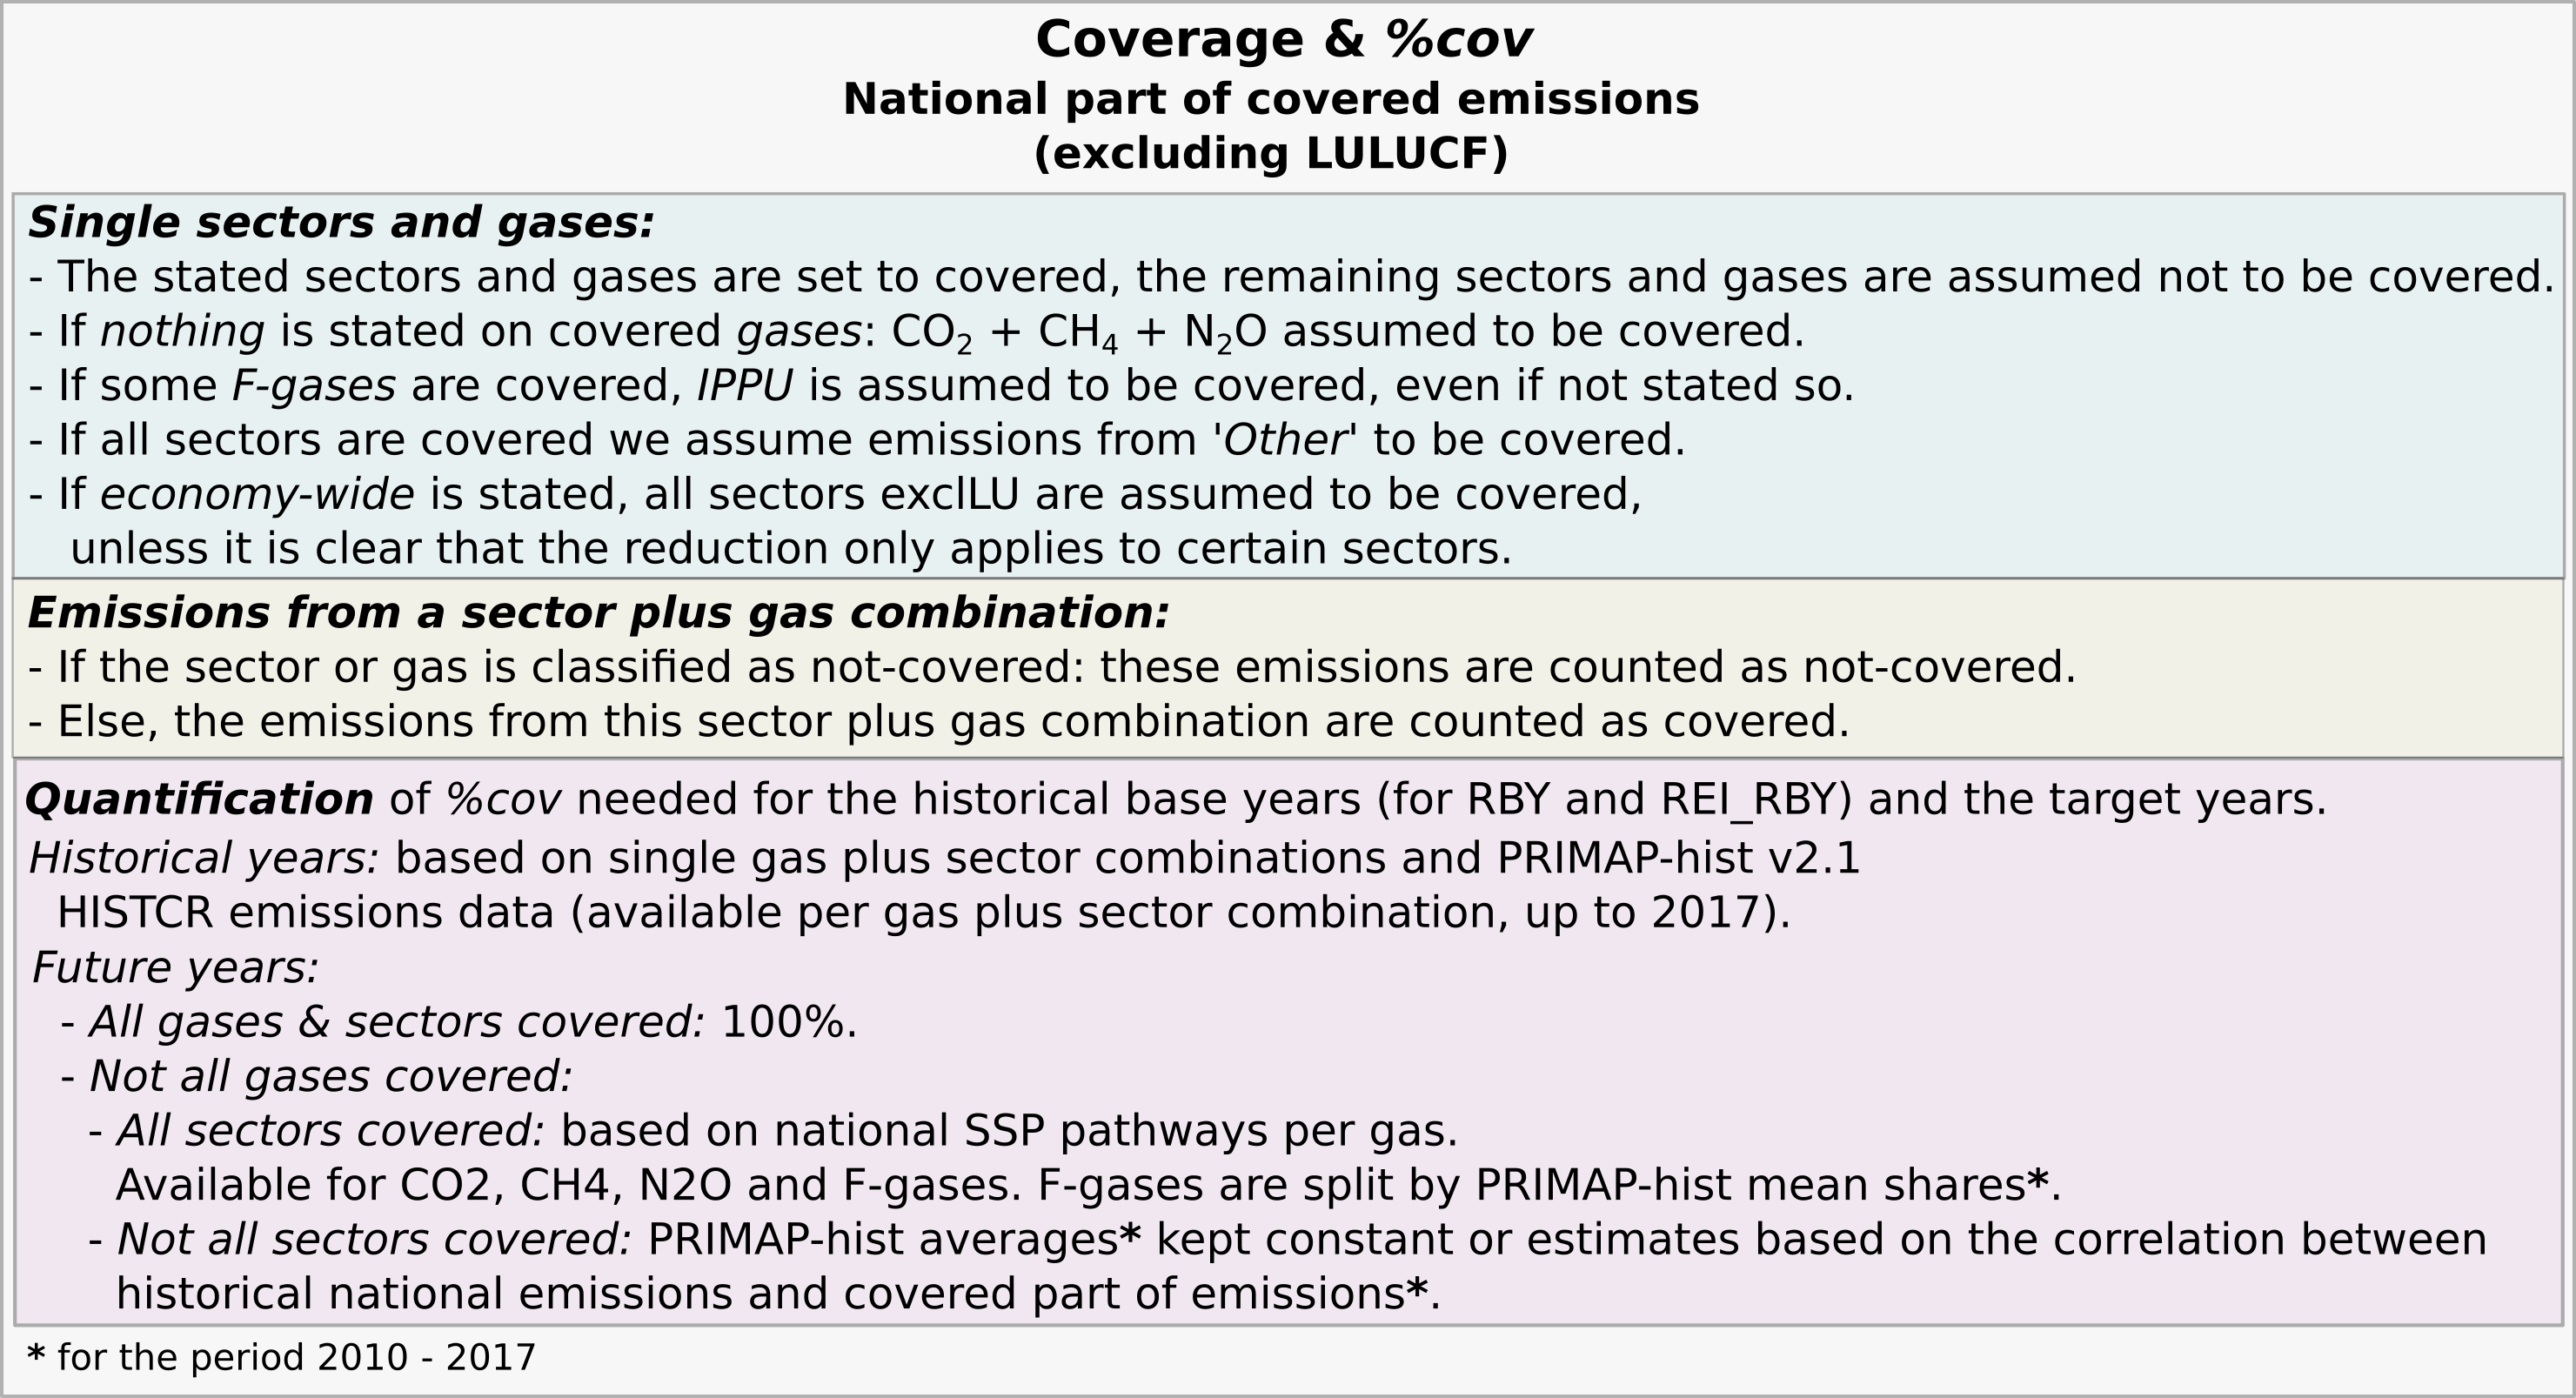 Coverage & %cov
National part of covered emissions
(excluding LULUCF)
Single sectors and gases:
- The stated sectors and gases are set to covered, the remaining sectors and gases are assumed not to be covered.
- If nothing is stated on covered gases: CO₂ + CH₄ + N₂O assumed to be covered.
- If some F-gases are covered, IPPU is assumed to be covered, even if not stated so.
- If all sectors are covered we assume emissions from 'Other' to be covered.
- If economy-wide is stated, all sectors exclLU are assumed to be covered,
unless it is clear that the reduction only applies to certain sectors.
Emissions from a sector plus gas combination:
- If the sector or gas is classified as not-covered: these emissions are counted as not-covered.
- Else, the emissions from this sector plus gas combination are counted as covered.
Quantification of %cov needed for the historical base years (for RBY and REI_RBY) and the target years.
Historical years: based on single gas plus sector combinations and PRIMAP-hist v2.1
HISTCR emissions data (available per gas plus sector combination, up to 2017).
Future years:
- All gases & sectors covered: 100%.
- Not all gases covered:
- All sectors covered: based on national SSP pathways per gas.
Available for CO2, CH4, N2O and F-gases. F-gases are split by PRIMAP-hist mean shares*.
- Not all sectors covered: PRIMAP-hist averages* kept constant or estimates based on the correlation between
historical national emissions and covered part of emissions*.
* for the period 2010 - 2017